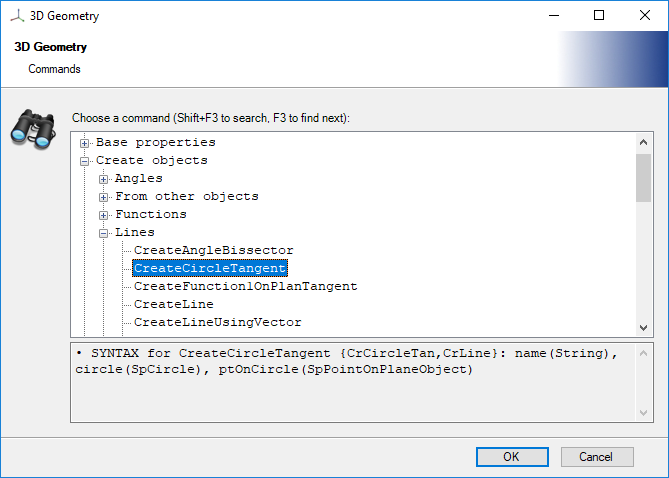 3D Geometry
3D Geometry
Commands
Choose a command (Shift+F3 to search, F3 to find next):
Base properties
Create objects
Angles
From other objects
Functions
Lines
CreateAngleBissector
CreateCircleTangent
CreateFunction1OnPlanTangent
CreateLine
CreateLineUsingVector
• SYNTAX for CreateCircleTangent {CrCircleTan,CrLine}: name(String),
circle(SpCircle), ptOnCircle(SpPointOnPlaneObject)
OK Cancel